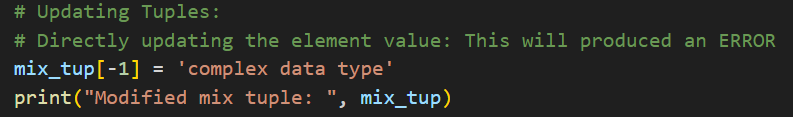 # Updating Tuples:
# Directly updating the element value: This will produced an ERROR
mix_tup[-1] = 'complex data type'
print("Modified mix tuple: ", mix_tup)